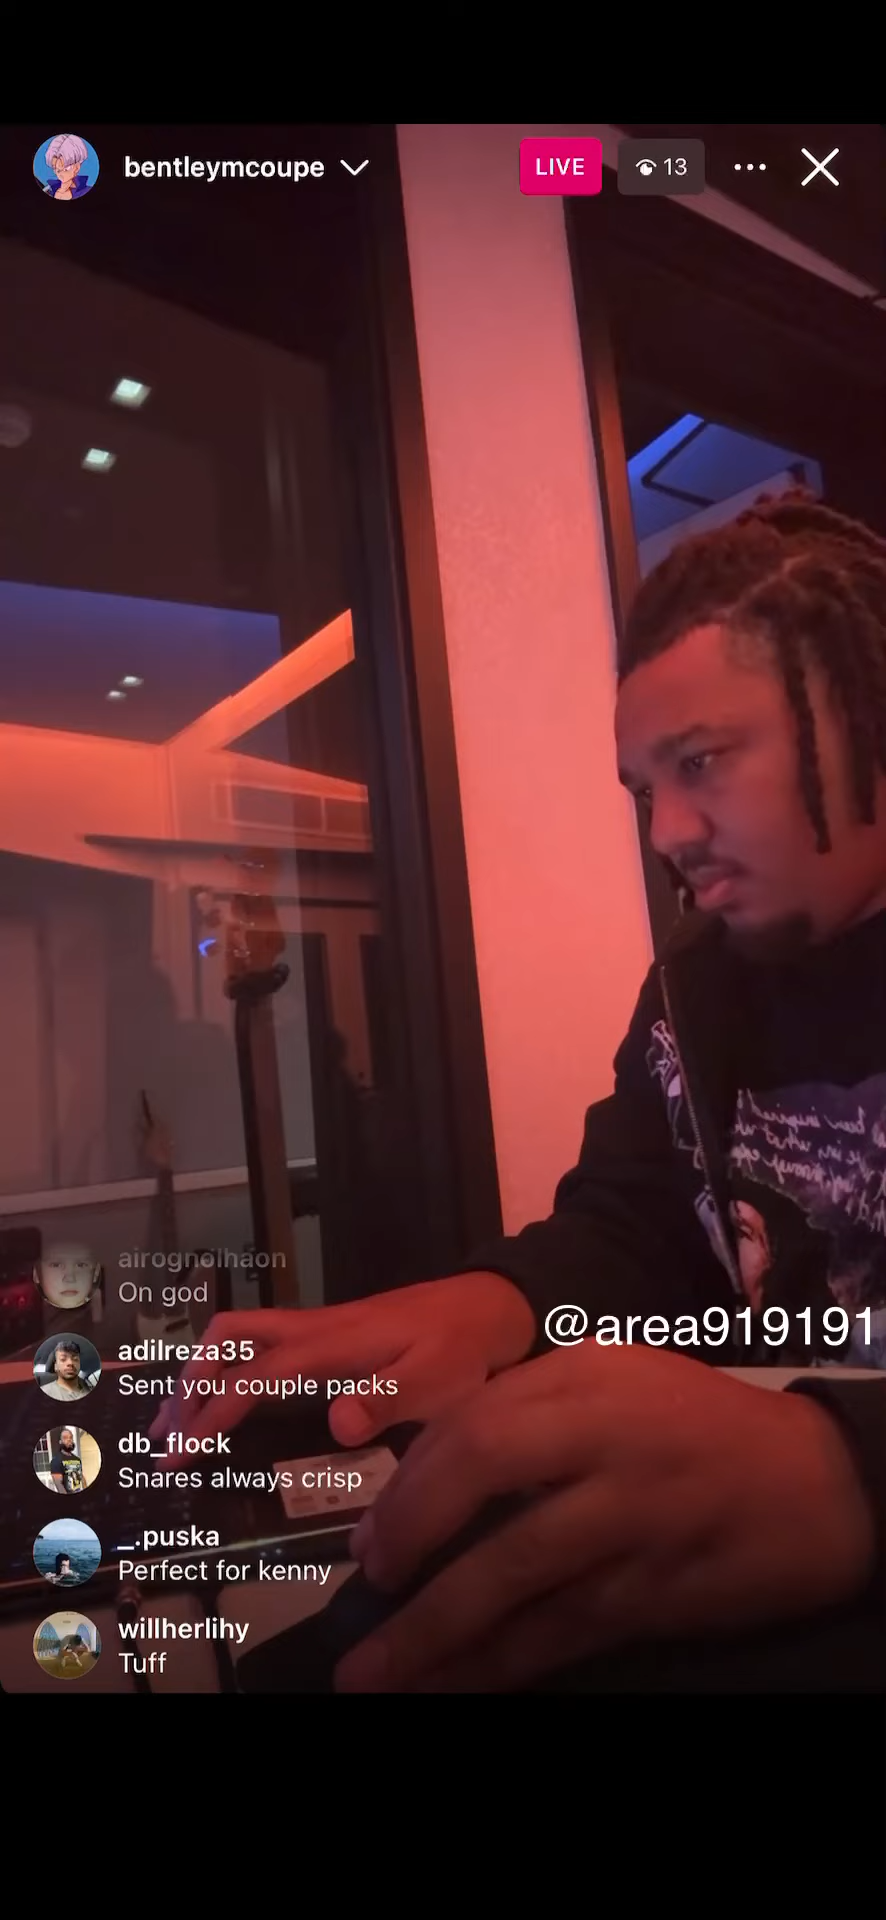 bentleymcoupe
LIVE
13
airognolhaon
On god
@area919191
adilreza35
Sent you couple packs
db_flock
Snares always crisp
_.puska
Perfect for kenny
willherlihy
Tuff